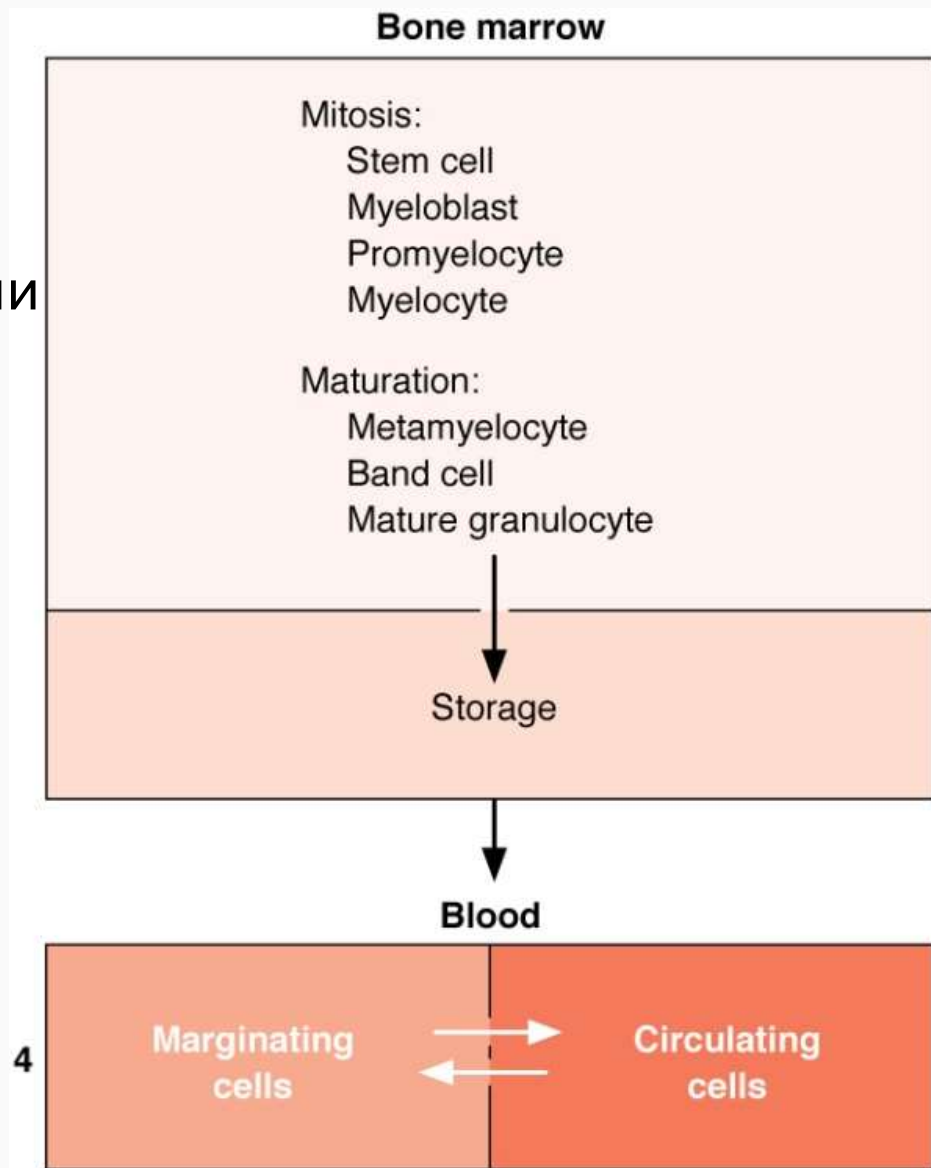 Bone marrow
Mitosis:
Stem cell
Myeloblast
Promyelocyte
Myelocyte
Maturation:
Metamyelocyte
Band cell
Mature granulocyte
Storage
Blood
4
Marginating
cells
Circulating
cells